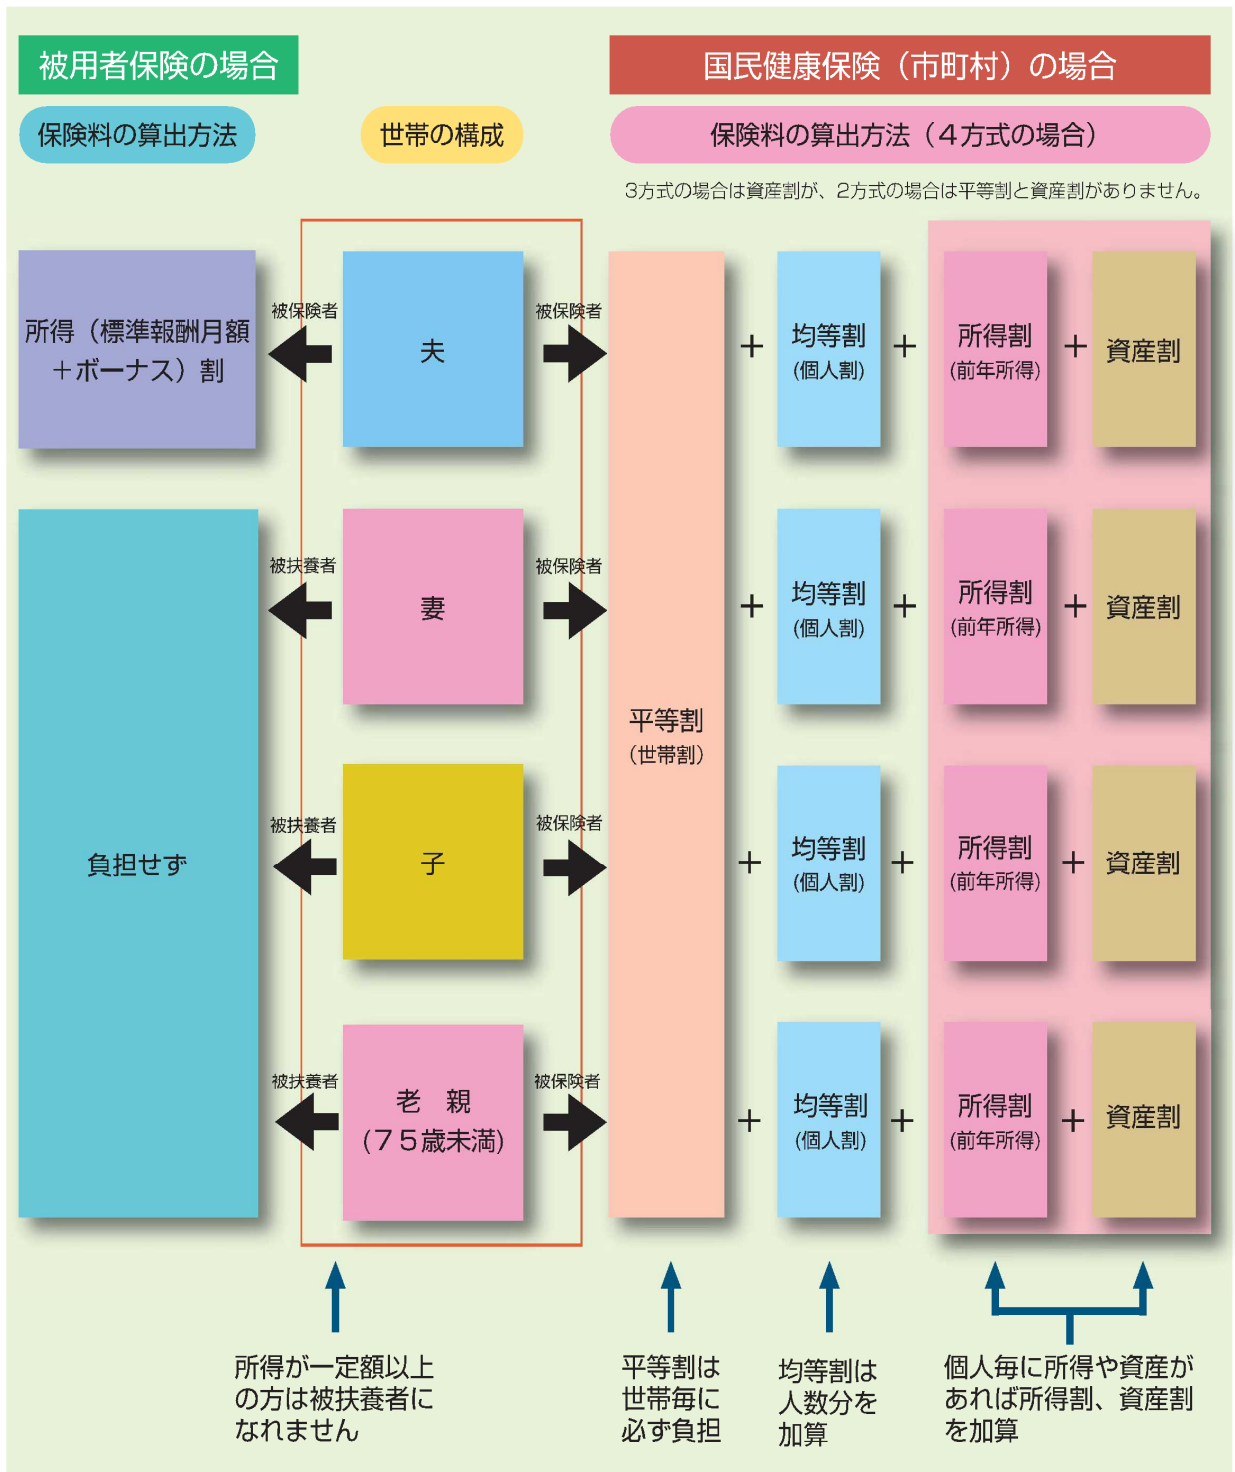 被用者保険の場合
国民健康保険（市町村）の場合
保険料の算出方法
世帯の構成
保険料の算出方法（４方式の場合）
3方式の場合は資産割が、2方式の場合は平等割と資産割がありません。
所得（標準報酬月額
＋ボーナス）割
被保険者
夫
被保険者
+
均等割
(個人割)
+
所得割
(前年所得)
+
資産割
被扶養者
妻
被保険者
+
均等割
(個人割)
+
所得割
(前年所得)
+
資産割
平等割
（世帯割）
負担せず
被扶養者
子
被保険者
+
均等割
(個人割)
+
所得割
(前年所得)
+
資産割
被扶養者
老　親
(７５歳未満)
被保険者
+
均等割
(個人割)
+
所得割
(前年所得)
+
資産割
所得が一定額以上
の方は被扶養者に
なれません
平等割は
世帯毎に
必ず負担
均等割は
人数分を
加算
個人毎に所得や資産が
あれば所得割、資産割
を加算